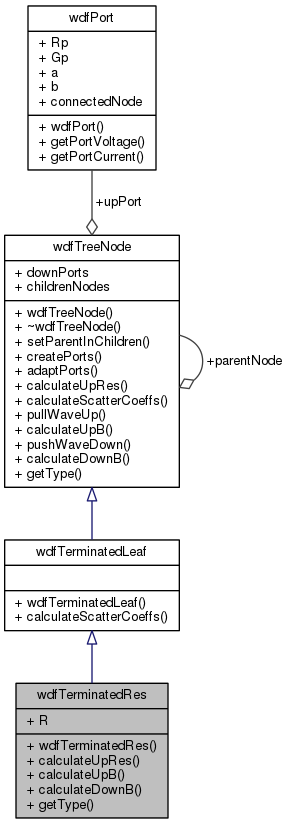 wdfPort
+ Rp
+ Gp
+ a
+ b
+ connectedNode
+ wdfPort()
+ getPortVoltage()
+ getPortCurrent()
+upPort
wdfTreeNode
+ downPorts
+ childrenNodes
+ wdfTreeNode()
+ ~wdfTreeNode()
+ setParentInChildren()
+ createPorts()
+ adaptPorts()
+ calculateUpRes()
+ calculateScatterCoeffs()
+ pullWaveUp()
+ calculateUpB()
+ pushWaveDown()
+ calculateDownB()
+ getType()
+parentNode
wdfTerminatedLeaf
+ wdfTerminatedLeaf()
+ calculateScatterCoeffs()
wdfTerminatedRes
+ R
+ wdfTerminatedRes()
+ calculateUpRes()
+ calculateUpB()
+ calculateDownB()
+ getType()